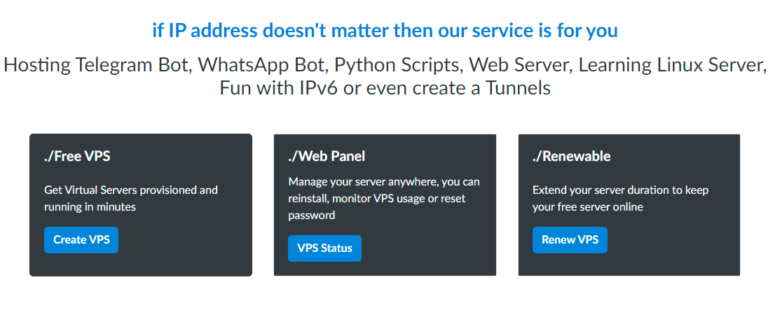 if IP address doesn't matter then our service is for you
Hosting Telegram Bot, WhatsApp Bot, Python Scripts, Web Server, Learning Linux Server,
Fun with IPv6 or even create a Tunnels
./Free VPS
Get Virtual Servers provisioned and
running in minutes
Create VPS
./Web Panel
Manage your server anywhere, you can
reinstall, monitor VPS usage or reset
password
VPS Status
./Renewable
Extend your server duration to keep
your free server online
Renew VPS